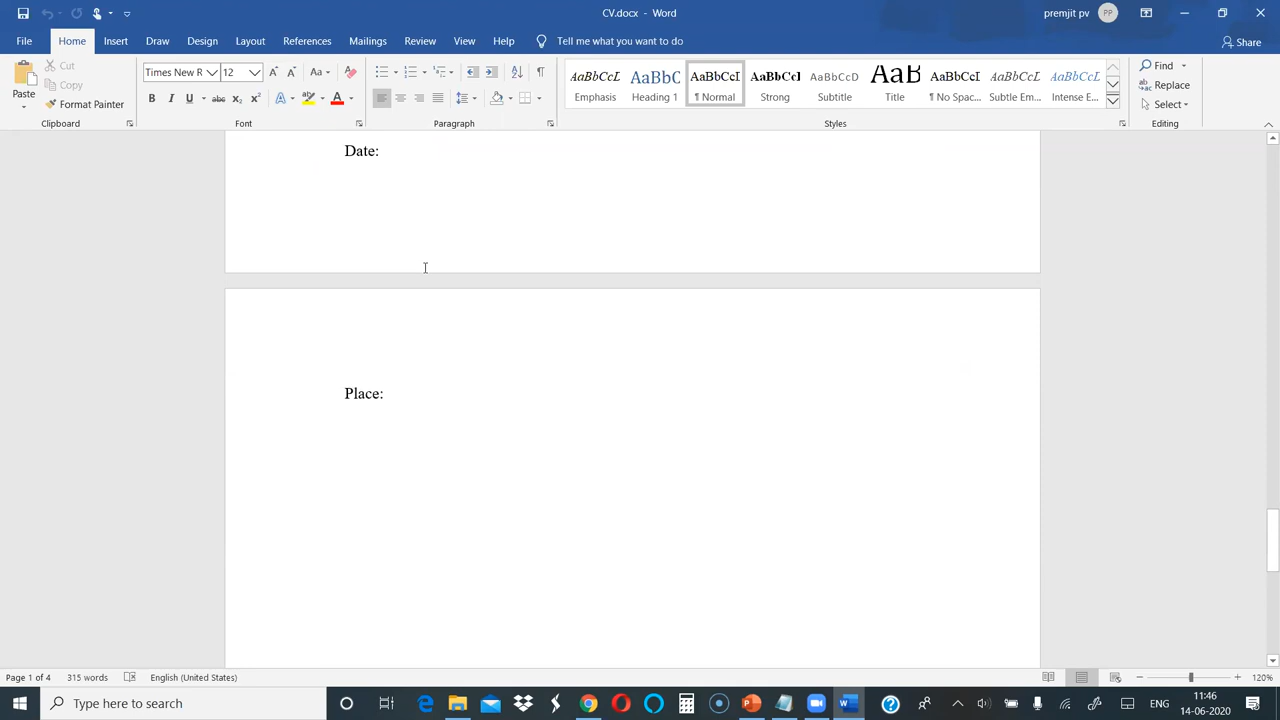 CV.docx - Word
premjit pv PP
File Home Insert Draw Design Layout References Mailings Review View Help Tell me what you want to do Share
Paste
Cut
Copy
Format Painter
Clipboard
Times New R 12
Aa
B I U abc X₂ X² A A
Font
Paragraph
AaBbCcL AaBbC AaBbCcI AaBbCcI AaBbCcD AaB AaBbCcI AaBbCcL AaBbCcL
Emphasis Heading 1 ¶ Normal Strong Subtitle Title ¶ No Spac... Subtle Em... Intense E...
Styles
Find
Replace
Select
Editing
Date:
Place:
Page 1 of 4 315 words English (United States) 120%
Type here to search
ENG
11:46
14-06-2020